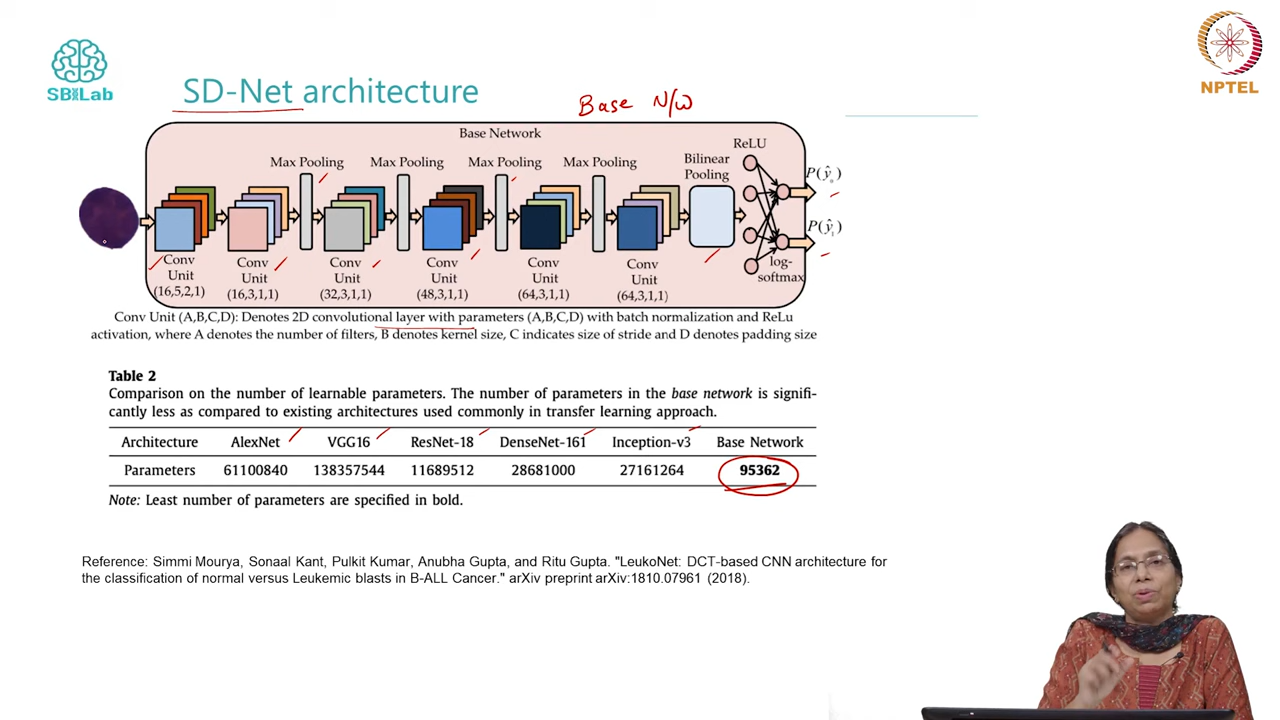 SBILab
NPTEL
SD-Net architecture
Base N/W
Base Network
Max Pooling
Max Pooling
Max Pooling
Max Pooling
Bilinear
Pooling
ReLU
P(ŷ₀)
P(ŷ₁)
log-
softmax
Conv
Unit
(16,5,2,1)
Conv
Unit
(16,3,1,1)
Conv
Unit
(32,3,1,1)
Conv
Unit
(48,3,1,1)
Conv
Unit
(64,3,1,1)
Conv
Unit
(64,3,1,1)
Conv Unit (A,B,C,D): Denotes 2D convolutional layer with parameters (A,B,C,D) with batch normalization and ReLu
activation, where A denotes the number of filters, B denotes kernel size, C indicates size of stride and D denotes padding size
Table 2
Comparison on the number of learnable parameters. The number of parameters in the base network is signifi-
cantly less as compared to existing architectures used commonly in transfer learning approach.
Architecture AlexNet VGG16 ResNet-18 DenseNet-161 Inception-v3 Base Network
Parameters 61100840 138357544 11689512 28681000 27161264 95362
Note: Least number of parameters are specified in bold.
Reference: Simmi Mourya, Sonaal Kant, Pulkit Kumar, Anubha Gupta, and Ritu Gupta. "LeukoNet: DCT-based CNN architecture for
the classification of normal versus Leukemic blasts in B-ALL Cancer." arXiv preprint arXiv:1810.07961 (2018).